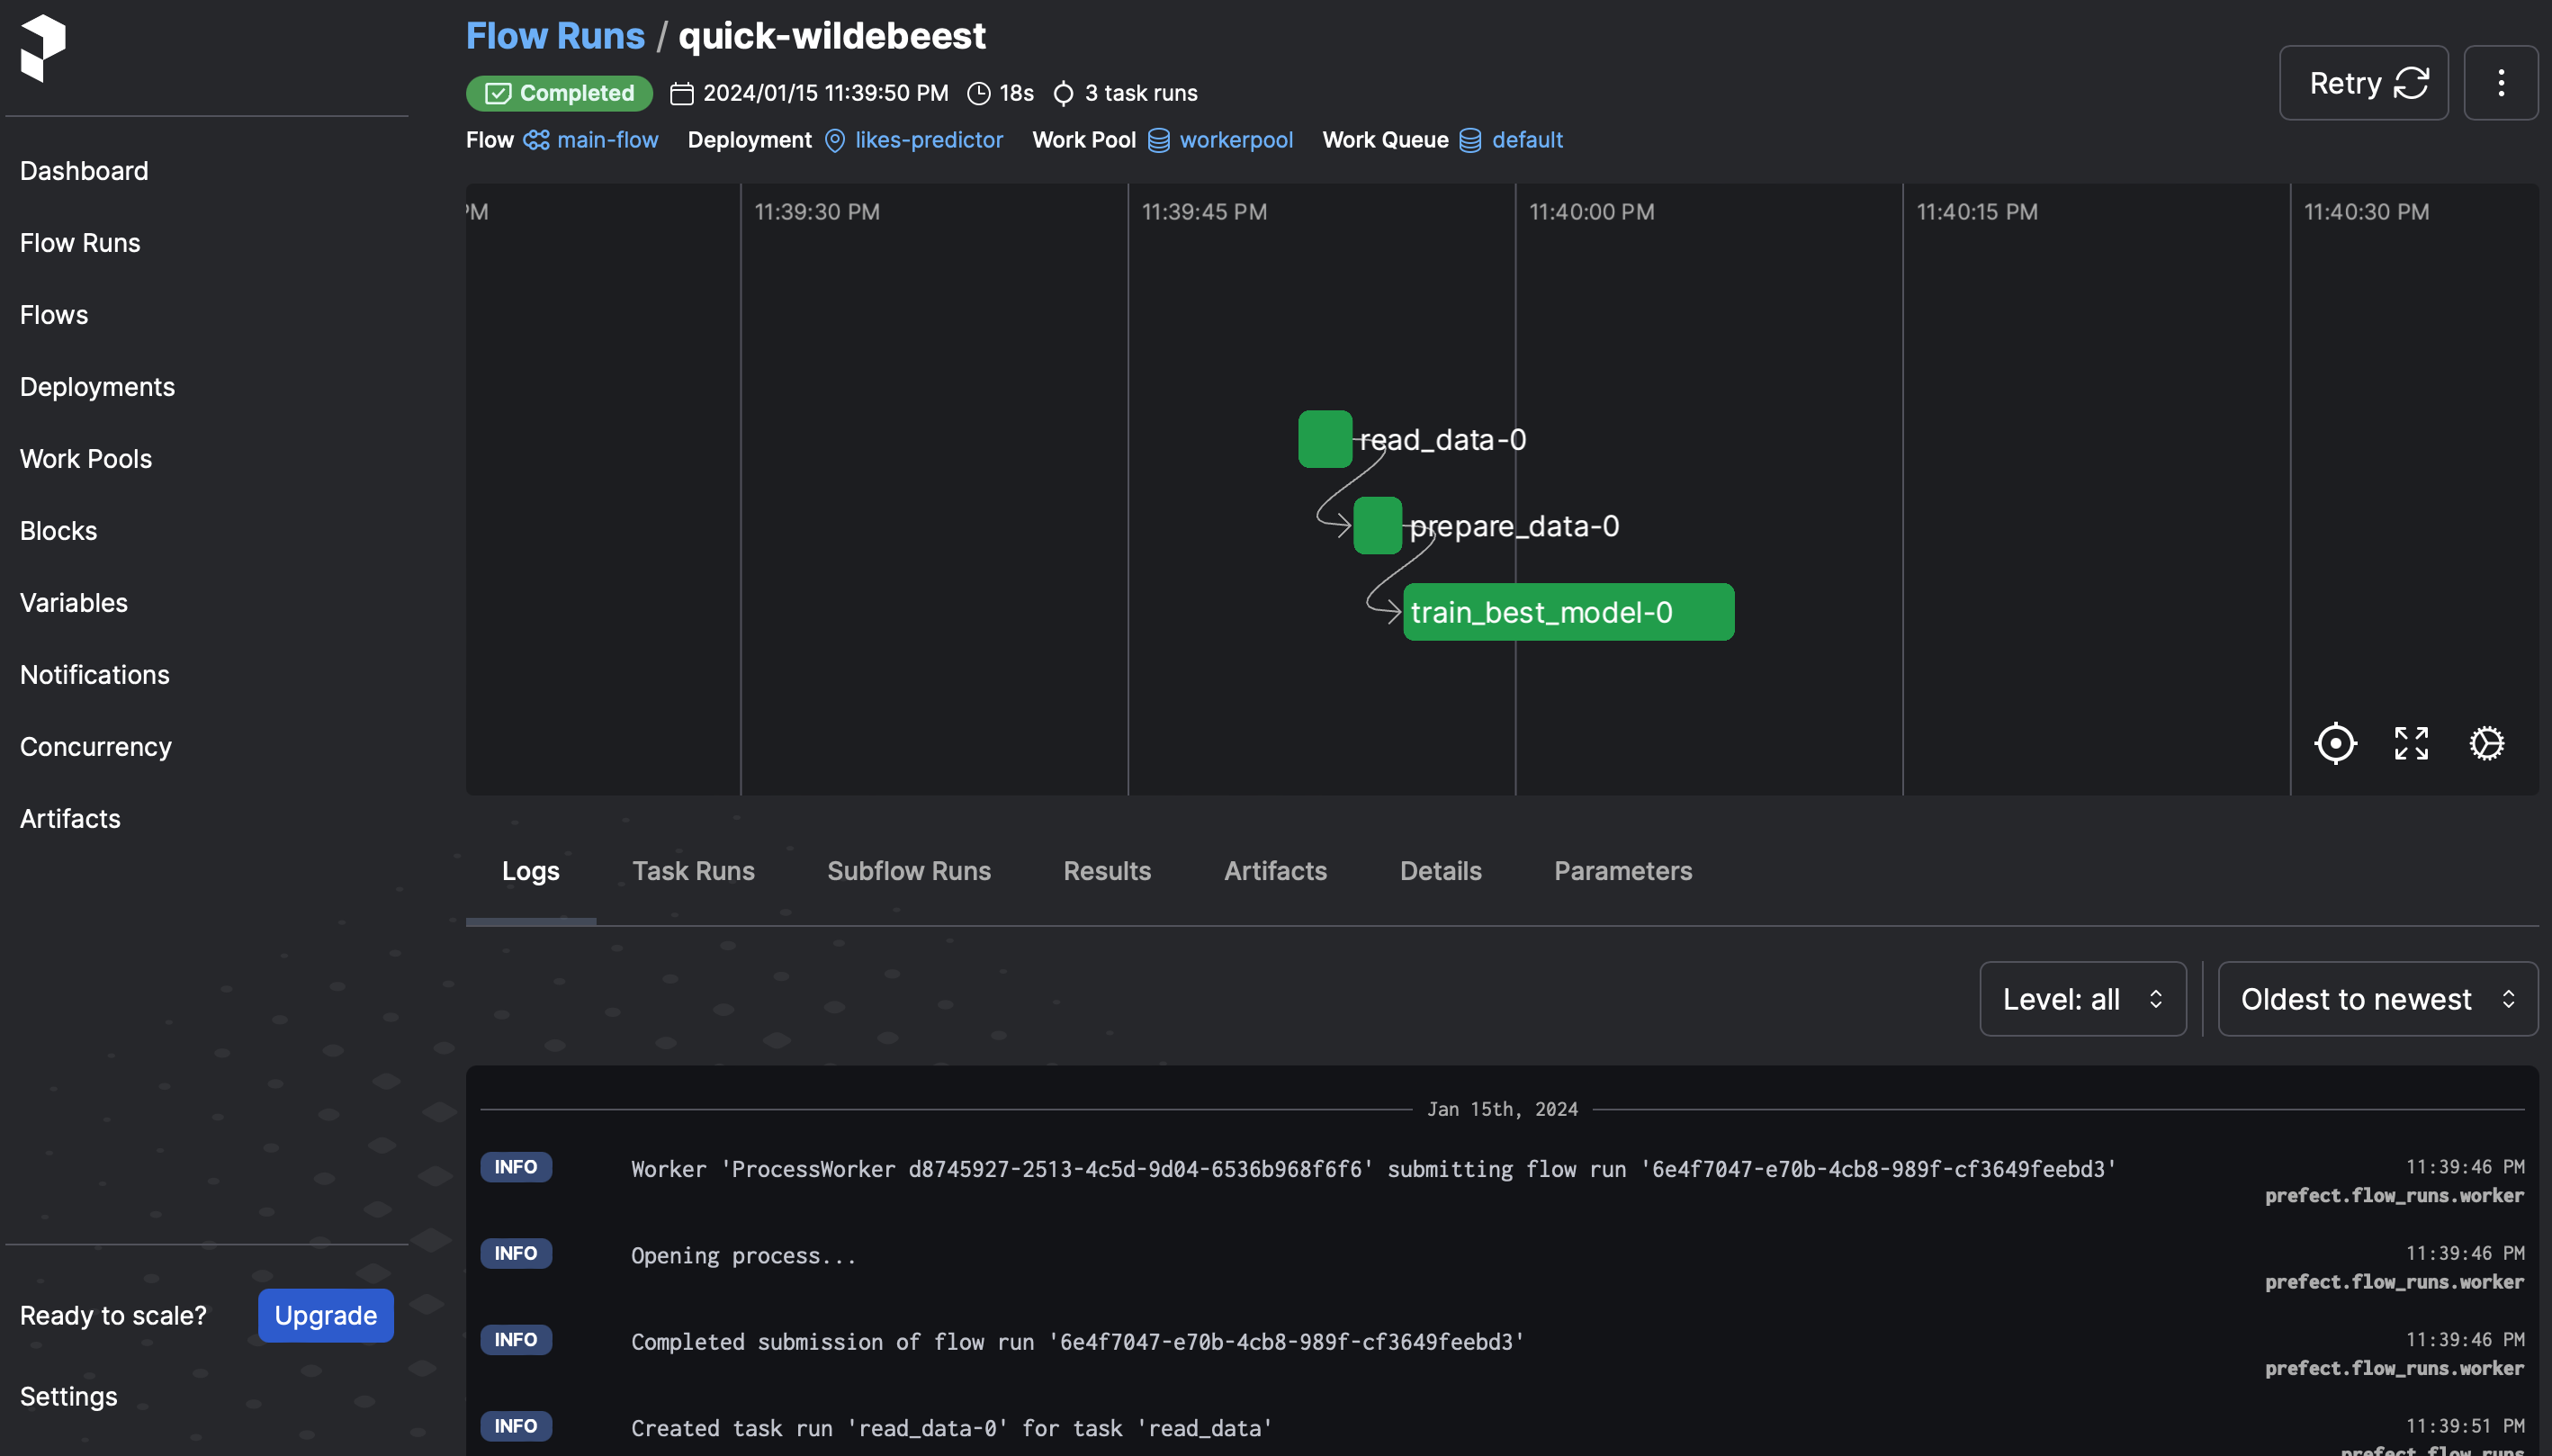 Flow Runs / quick-wildebeest
Completed 2024/01/15 11:39:50 PM 18s 3 task runs
Flow main-flow Deployment likes-predictor Work Pool workerpool Work Queue default
Retry
Dashboard
Flow Runs
Flows
Deployments
Work Pools
Blocks
Variables
Notifications
Concurrency
Artifacts
Ready to scale? Upgrade
Settings
PM 11:39:30 PM 11:39:45 PM 11:40:00 PM 11:40:15 PM 11:40:30 PM
read_data-0
prepare_data-0
train_best_model-0
Logs Task Runs Subflow Runs Results Artifacts Details Parameters
Level: all Oldest to newest
Jan 15th, 2024
INFO Worker 'ProcessWorker d8745927-2513-4c5d-9d04-6536b968f6f6' submitting flow run '6e4f7047-e70b-4cb8-989f-cf3649feebd3' 11:39:46 PM
prefect.flow_runs.worker
INFO Opening process... 11:39:46 PM
prefect.flow_runs.worker
INFO Completed submission of flow run '6e4f7047-e70b-4cb8-989f-cf3649feebd3' 11:39:46 PM
prefect.flow_runs.worker
INFO Created task run 'read_data-0' for task 'read_data' 11:39:51 PM
prefect.flow_runs